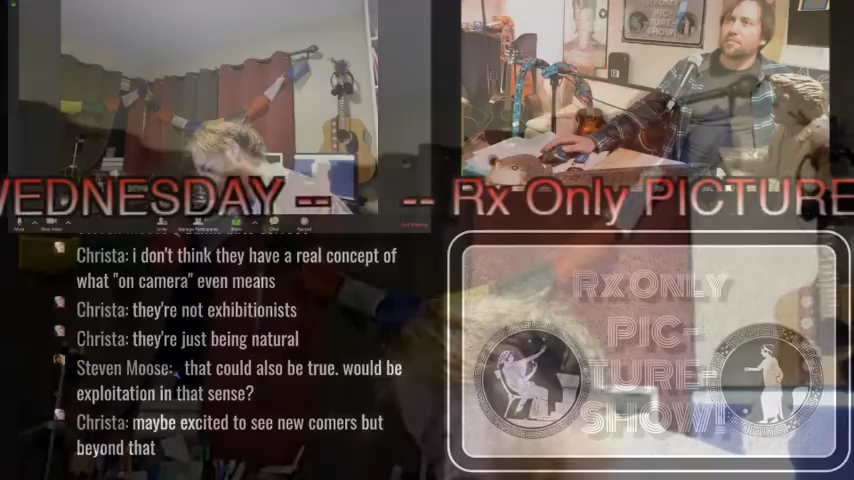 WEDNESDAY -- -- Rx Only PICTURE
Christa: i don't think they have a real concept of
what "on camera" even means
Christa: they're not exhibitionists
Christa: they're just being natural
Steven Moose: that could also be true. would be
exploitation in that sense?
Christa: maybe excited to see new comers but
beyond that
RXONLY
PIC-
TURE-
SHOW!